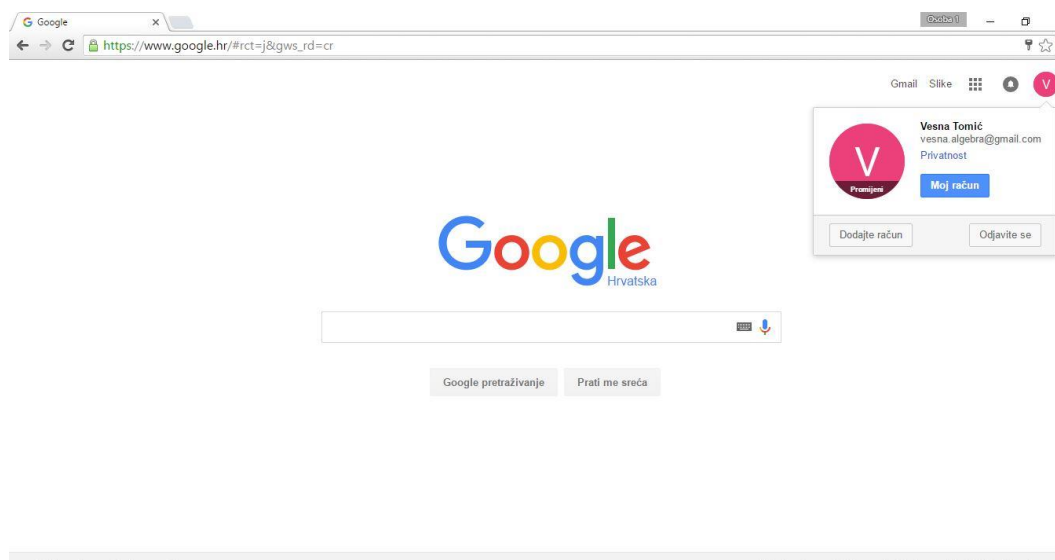 Google
Osoba 1
https://www.google.hr/#rct=j&gws_rd=cr
Gmail Slike
V
V
Promijeni
Vesna Tomić
vesna.algebra@gmail.com
Privatnost
Moj račun
Dodajte račun Odjavite se
Google
Hrvatska
Google pretraživanje Prati me sreća